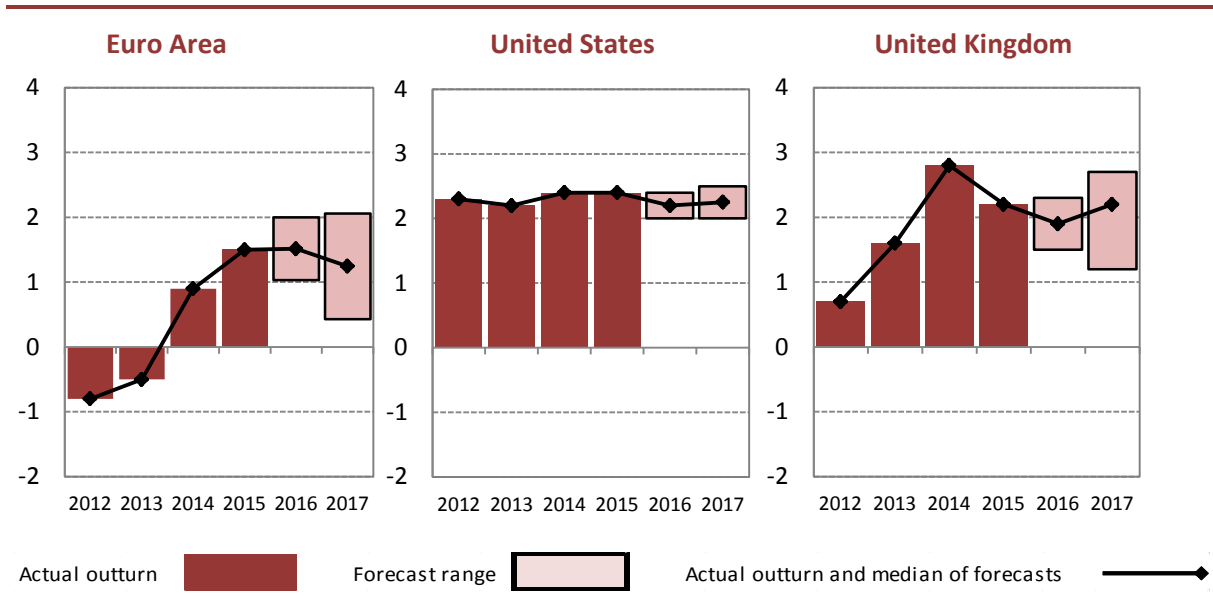 Euro Area
4
3
2
1
0
-1
-2
2012 2013 2014 2015 2016 2017
United States
4
3
2
1
0
-1
-2
2012 2013 2014 2015 2016 2017
United Kingdom
4
3
2
1
0
-1
-2
2012 2013 2014 2015 2016 2017
Actual outturn
Forecast range
Actual outturn and median of forecasts